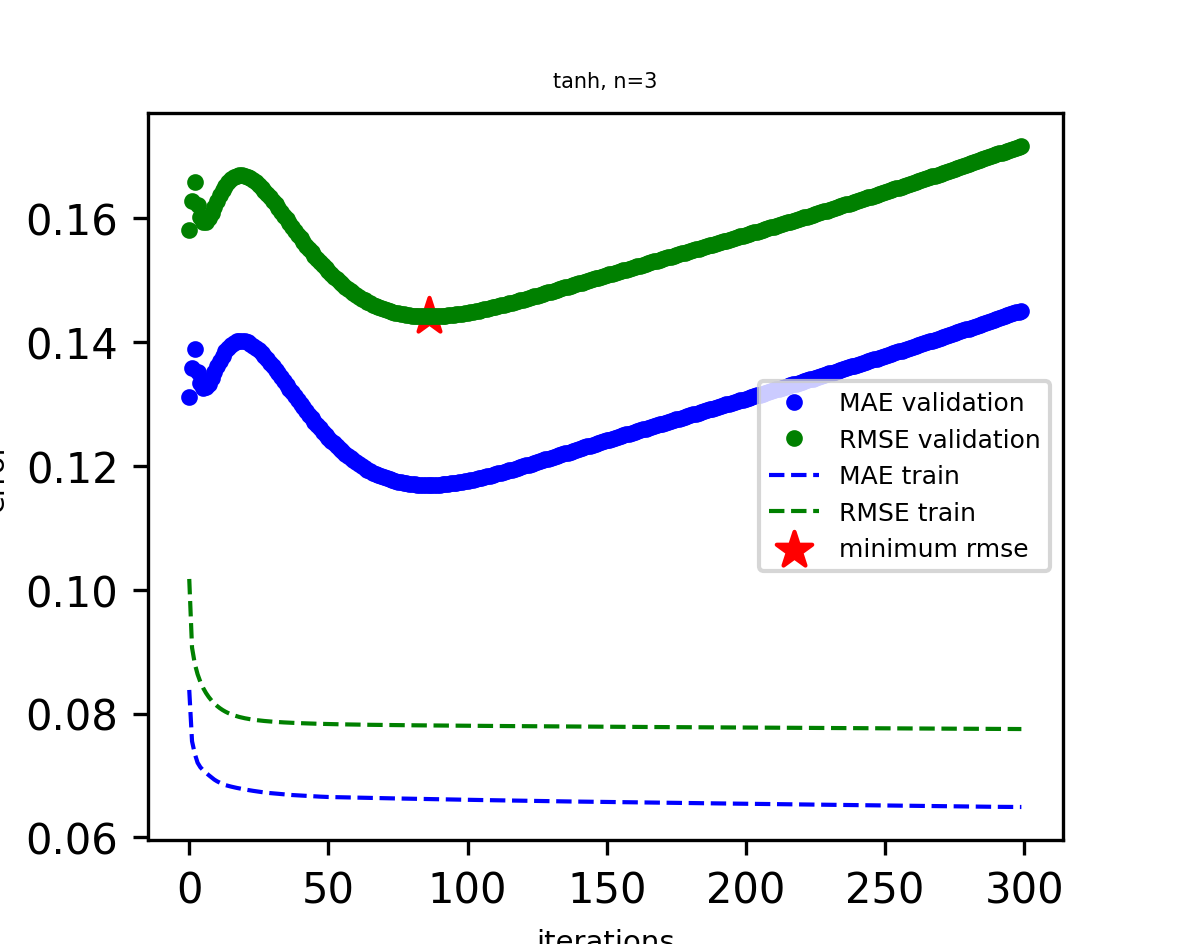 tanh, n=3
0.16
0.14
0.12
0.10
0.08
0.06
MAE validation
RMSE validation
MAE train
RMSE train
minimum rmse
0 50 100 150 200 250 300
iterations